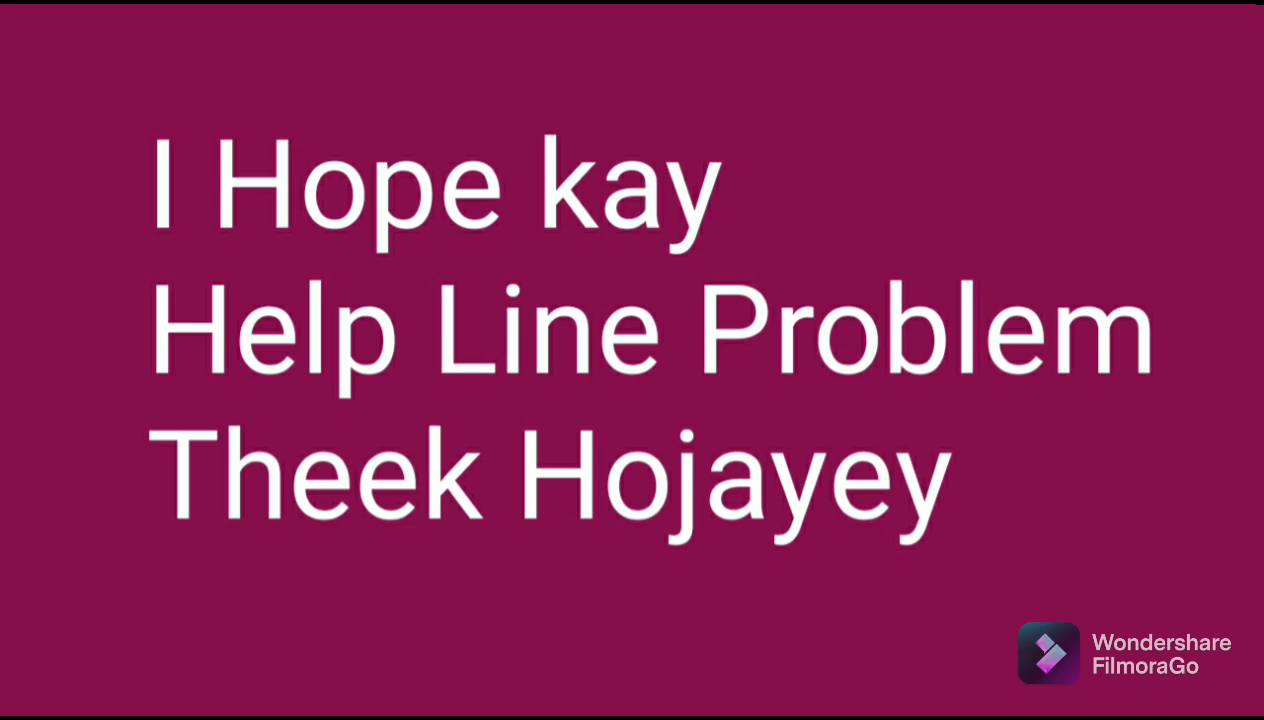 I Hope kay
Help Line Problem
Theek Hojayey
Wondershare
FilmoraGo